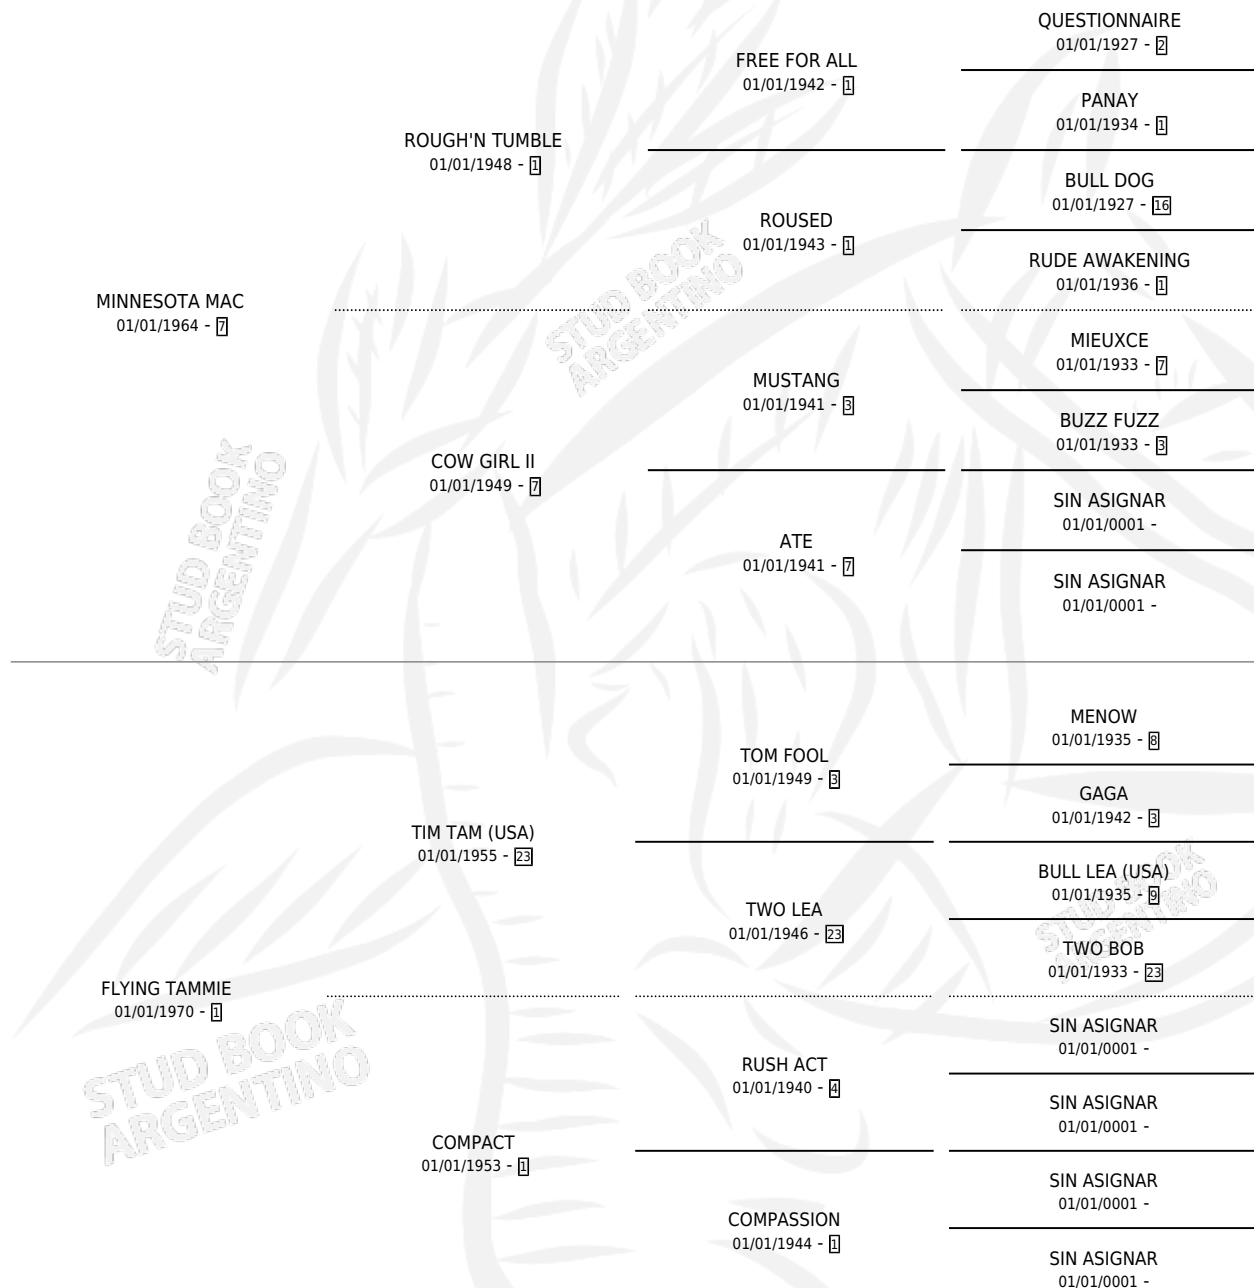 QUESTIONNAIRE
01/01/1927 - 2
FREE FOR ALL
01/01/1942 - 1
PANAY
01/01/1934 - 1
ROUGH'N TUMBLE
01/01/1948 - 1
BULL DOG
01/01/1927 - 16
ROUSED
01/01/1943 - 1
RUDE AWAKENING
01/01/1936 - 1
MINNESOTA MAC
01/01/1964 - 7
MIEUXCE
01/01/1933 - 7
MUSTANG
01/01/1941 - 3
BUZZ FUZZ
01/01/1933 - 3
COW GIRL II
01/01/1949 - 7
SIN ASIGNAR
01/01/0001 -
ATE
01/01/1941 - 7
SIN ASIGNAR
01/01/0001 -
STUD BOOK
ARGENTINO
STUD BOOK
ARGENTINO
MENOW
01/01/1935 - 8
TOM FOOL
01/01/1949 - 3
GAGA
01/01/1942 - 3
TIM TAM (USA)
01/01/1955 - 23
BULL LEA (USA)
01/01/1935 - 9
TWO LEA
01/01/1946 - 23
TWO BOB
01/01/1933 - 23
FLYING TAMMIE
01/01/1970 - 1
SIN ASIGNAR
01/01/0001 -
RUSH ACT
01/01/1940 - 4
SIN ASIGNAR
01/01/0001 -
COMPACT
01/01/1953 - 1
SIN ASIGNAR
01/01/0001 -
COMPASSION
01/01/1944 - 1
SIN ASIGNAR
01/01/0001 -
STUD BOOK
ARGENTINO
STUD BOOK
ARGENTINO